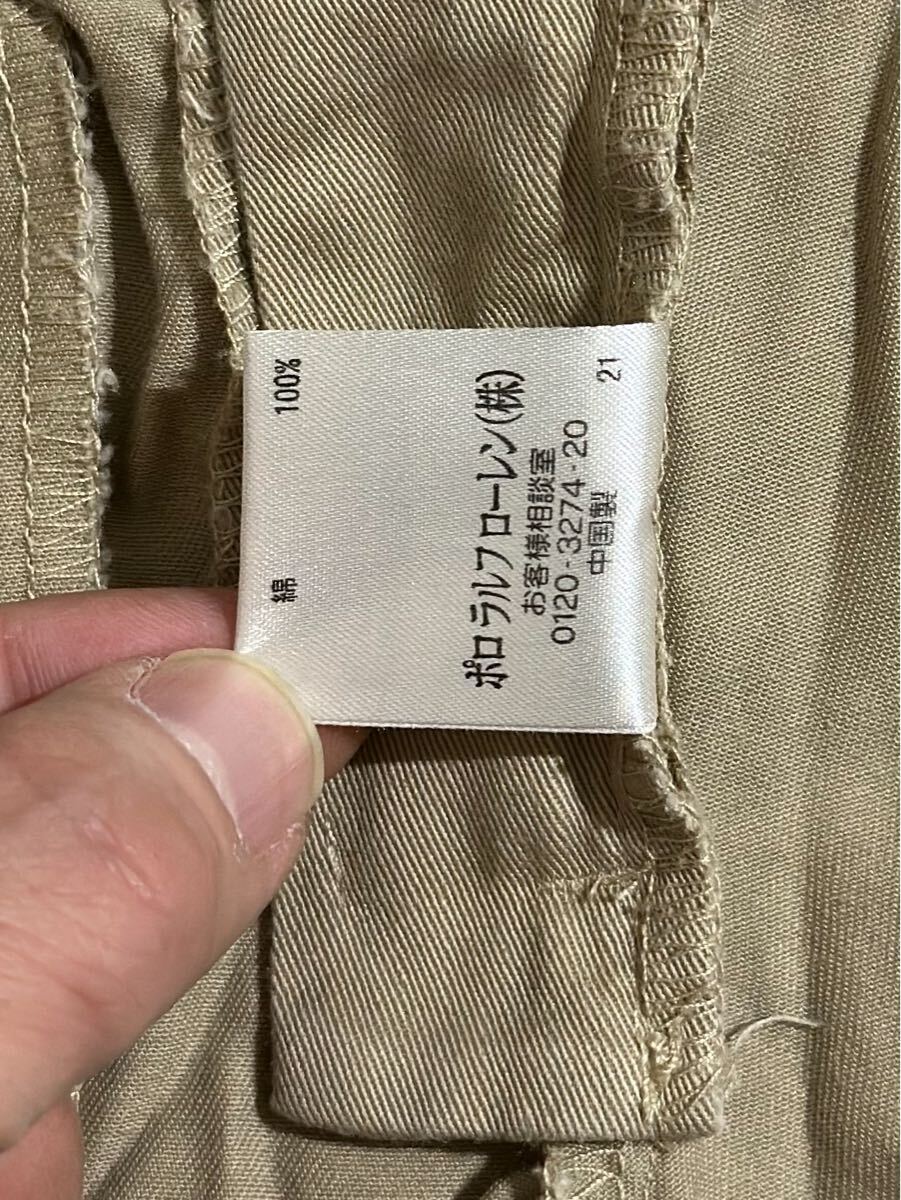 綿 100%
ポロ ラルフ ローレン(株)
お客様相談室
0120-3274-20
中国製 21